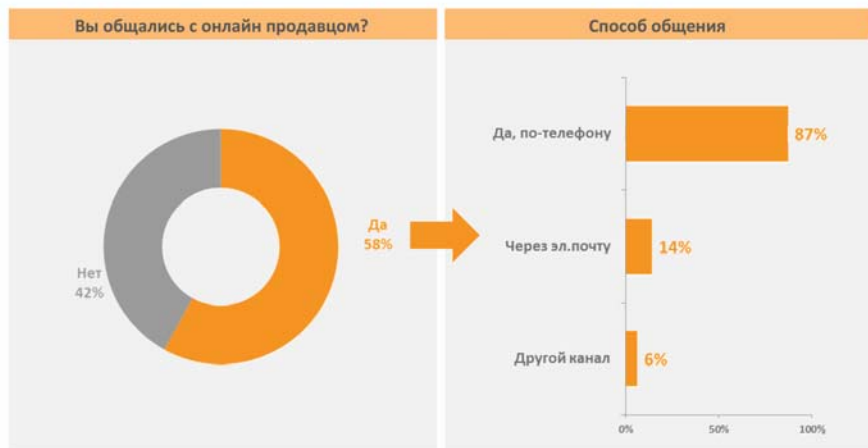 Вы общались с онлайн продавцом?
Да
58%
Нет
42%
Способ общения
Да, по-телефону
87%
Через эл.почту
14%
Другой канал
6%
0%
50%
100%